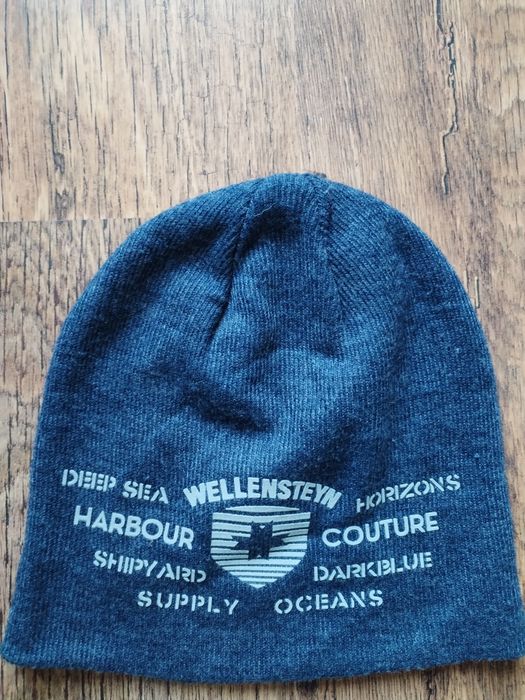 WELLENSTEYN
DEEP SEA HORIZONS
HARBOUR COUTURE
SHIPYARD DARKBLUE
SUPPLY OCEANS